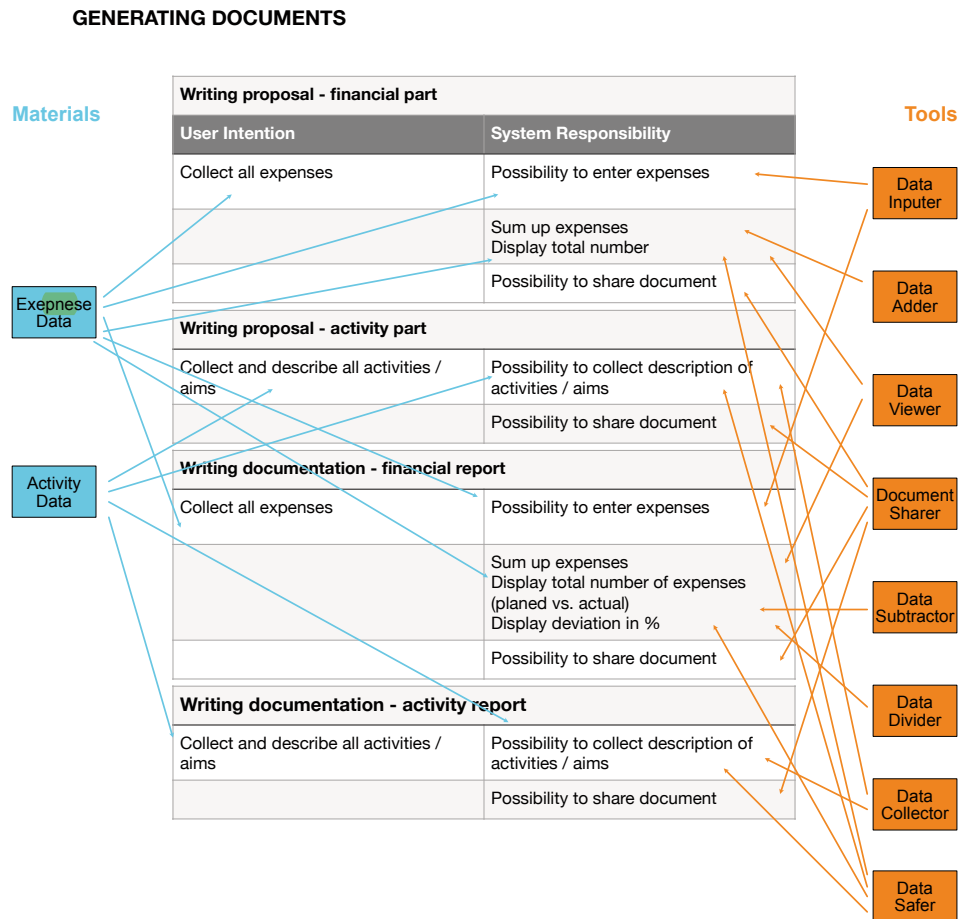 GENERATING DOCUMENTS
Materials
Tools
Writing proposal - financial part
User Intention
System Responsibility
Collect all expenses
Possibility to enter expenses
Sum up expenses
Display total number
Possibility to share document
Writing proposal - activity part
Collect and describe all activities /
aims
Possibility to collect description of
activities / aims
Possibility to share document
Writing documentation - financial report
Collect all expenses
Possibility to enter expenses
Sum up expenses
Display total number of expenses
(planed vs. actual)
Display deviation in %
Possibility to share document
Writing documentation - activity report
Collect and describe all activities /
aims
Possibility to collect description of
activities / aims
Possibility to share document
Exepnese
Data
Activity
Data
Data
Inputer
Data
Adder
Data
Viewer
Document
Sharer
Data
Subtractor
Data
Divider
Data
Collector
Data
Safer